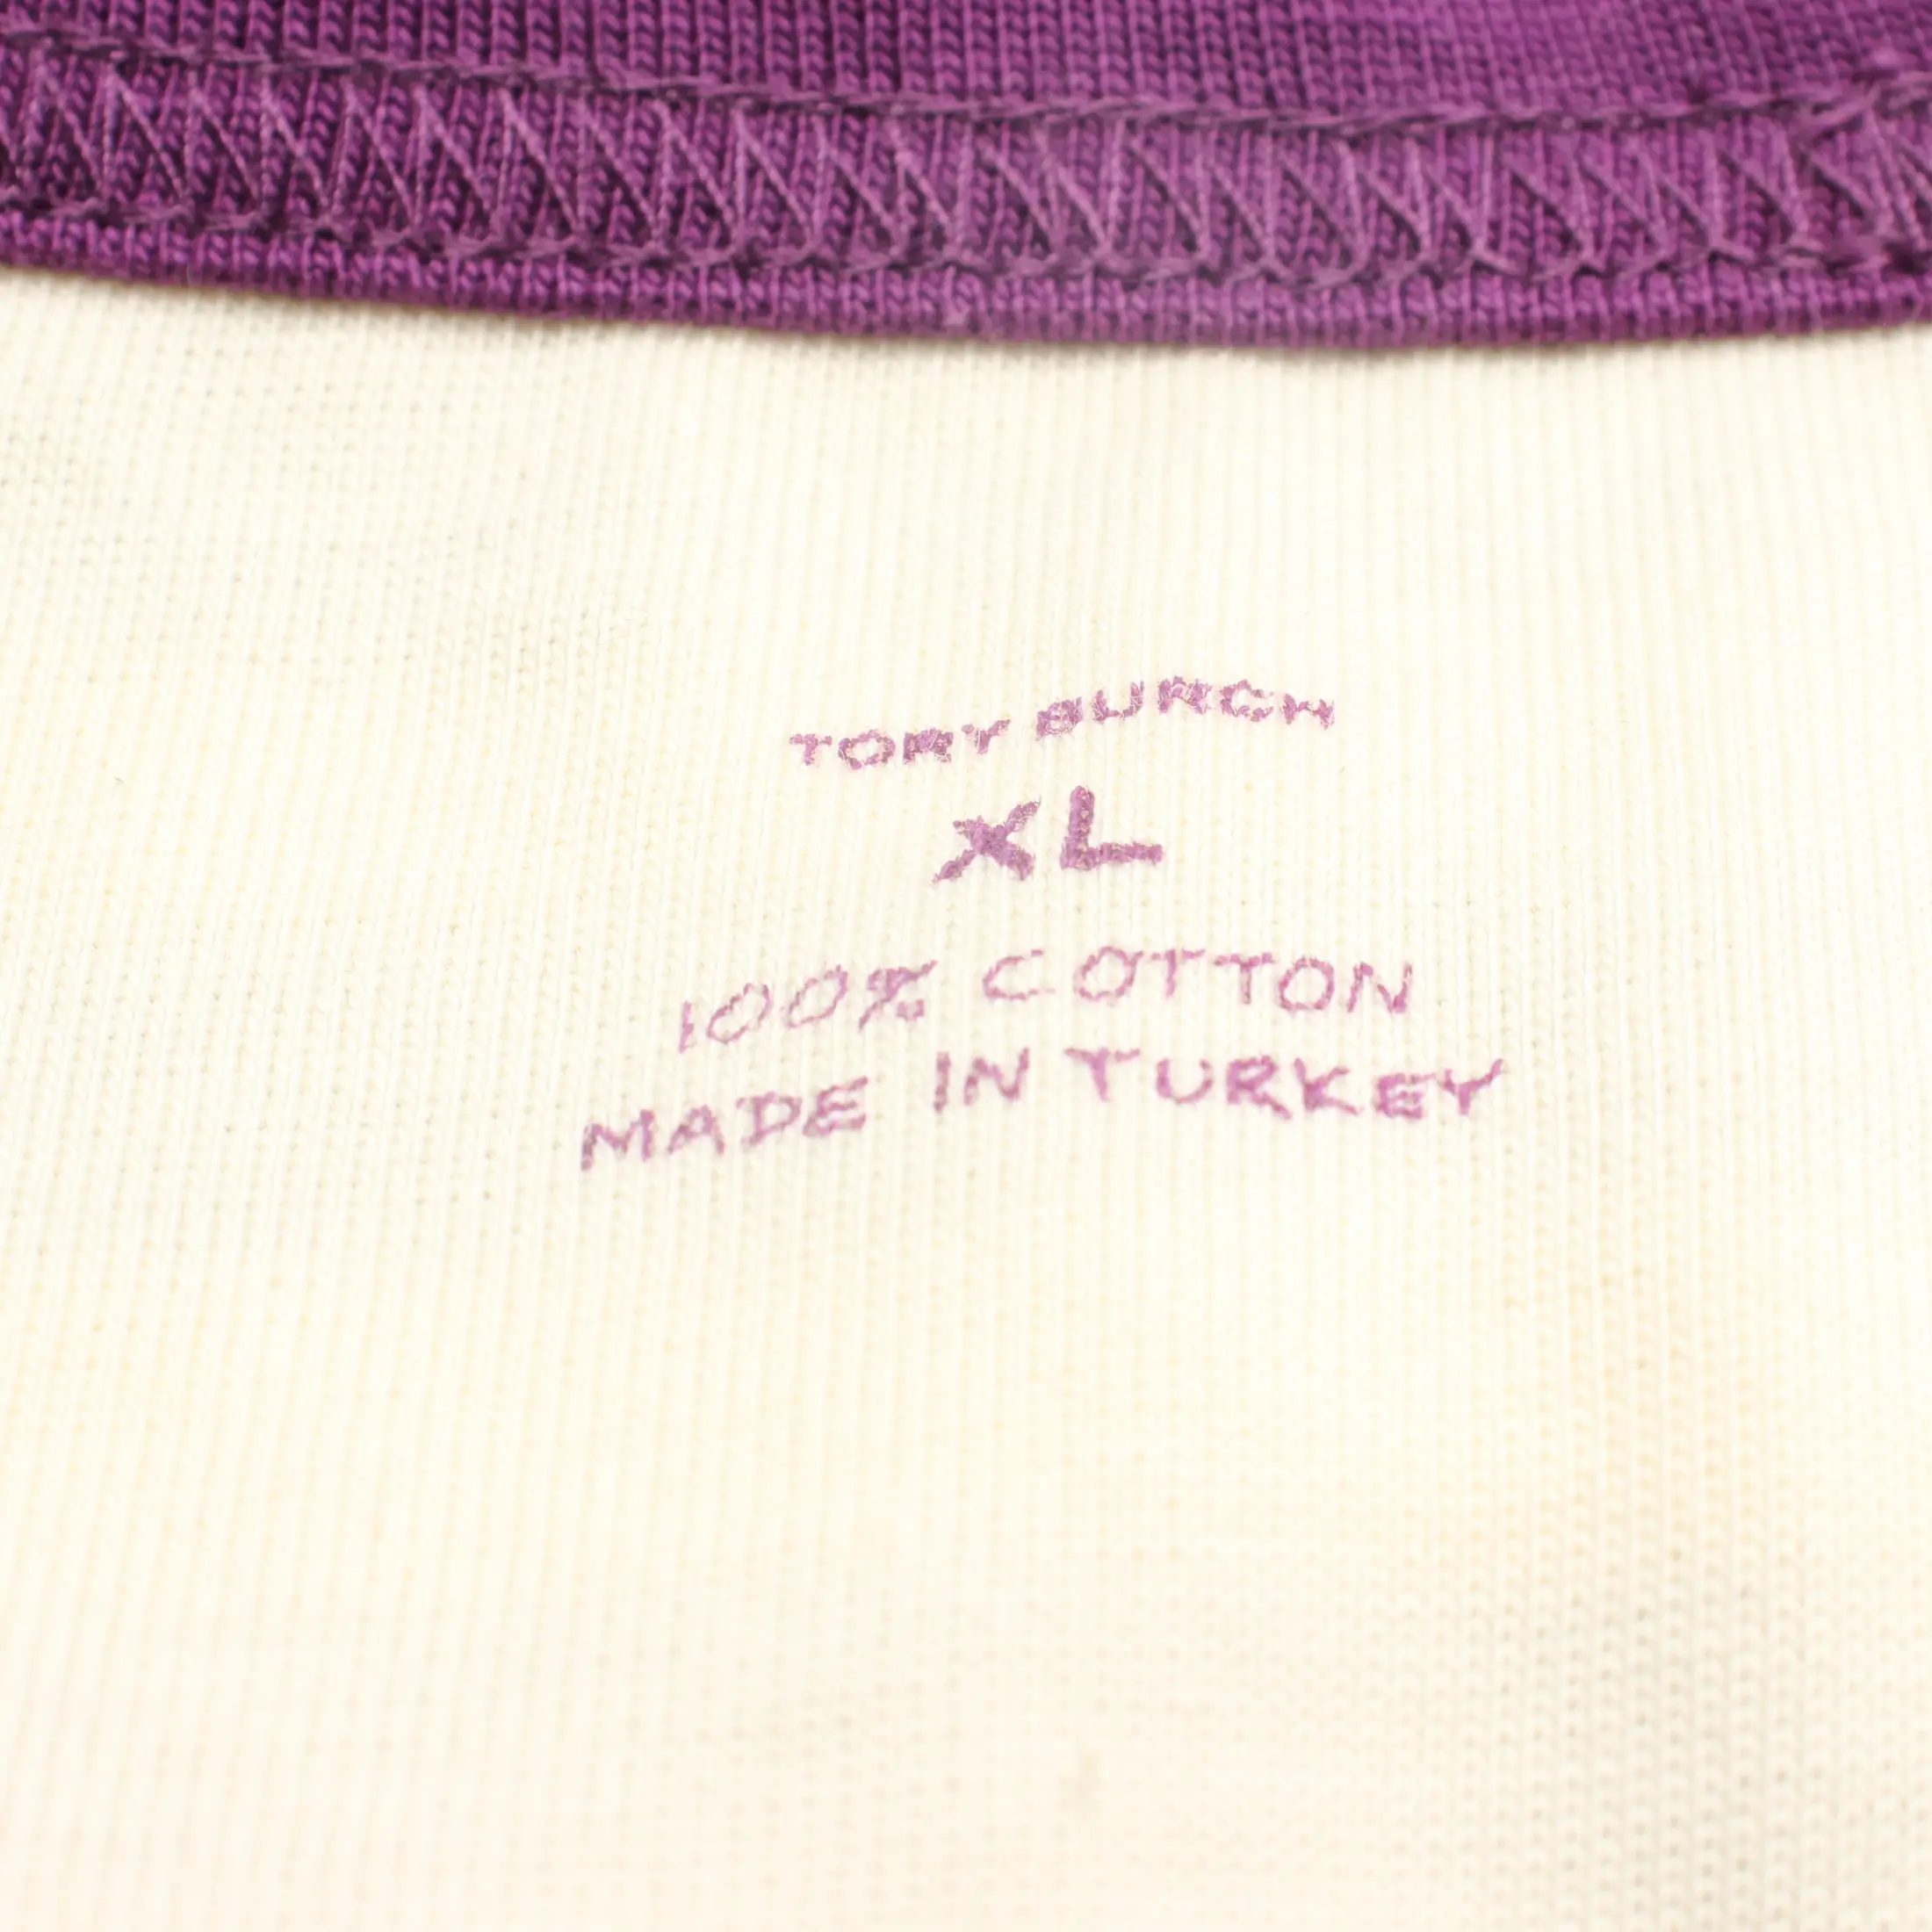 TORY BURCH
XL
100% COTTON
MADE IN TURKEY